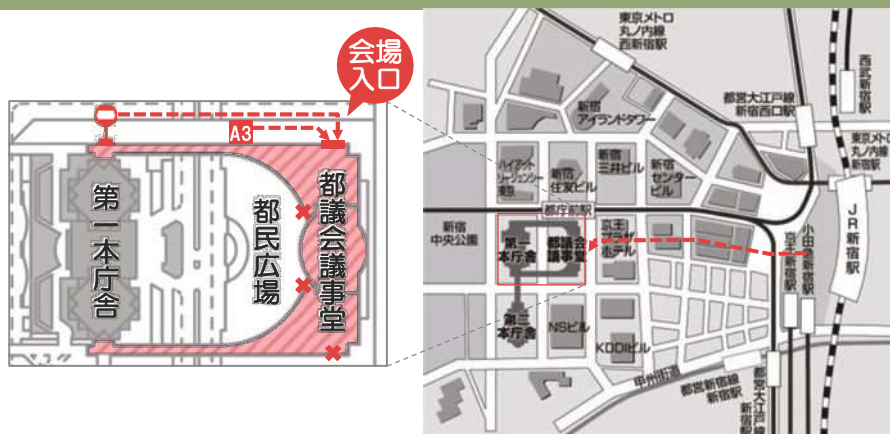 会場
入口
A3
第一本庁舎
都民広場
都議会議事堂
東京メトロ
丸ノ内線
西新宿駅
西武新宿駅
都営大江戸線
新宿西口駅
新宿
アイランドタワー
東京メトロ
丸ノ内線
新宿駅
ハイアット
リージェンシー
東京
新宿
住友ビル
新宿
三井ビル
新宿
センター
ビル
都庁前駅
JR新宿駅
新宿
中央公園
第一
本庁舎
都議会
議事堂
京王
プラザ
ホテル
小田急新宿駅
京王新宿駅
第二
本庁舎
NSビル
KDDIビル
甲州街道
都営新宿線
新宿駅
都営大江戸線
新宿駅